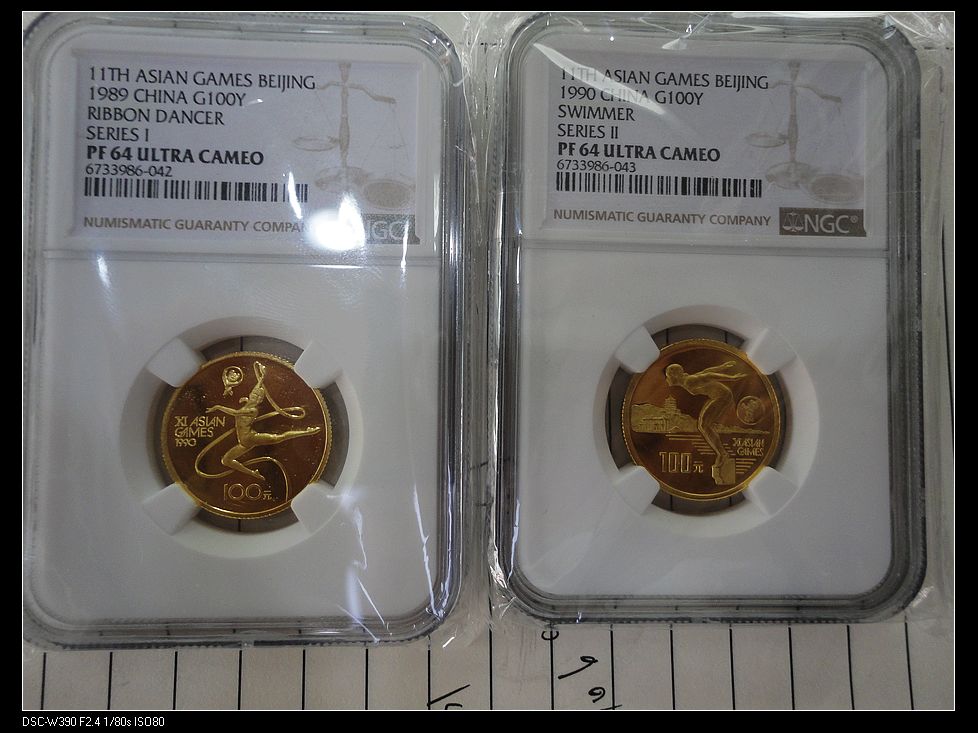 11TH ASIAN GAMES BEIJING
1989 CHINA G100Y
RIBBON DANCER
SERIES I
PF 64 ULTRA CAMEO
6733986-042
NUMISMATIC GUARANTY COMPANY
NGC
XI ASIAN
GAMES
1990
100元
11TH ASIAN GAMES BEIJING
1990 CHINA G100Y
SWIMMER
SERIES II
PF 64 ULTRA CAMEO
6733986-043
NUMISMATIC GUARANTY COMPANY
NGC®
XI ASIAN
GAMES
100元
DSC-W390 F2.4 1/80s ISO80